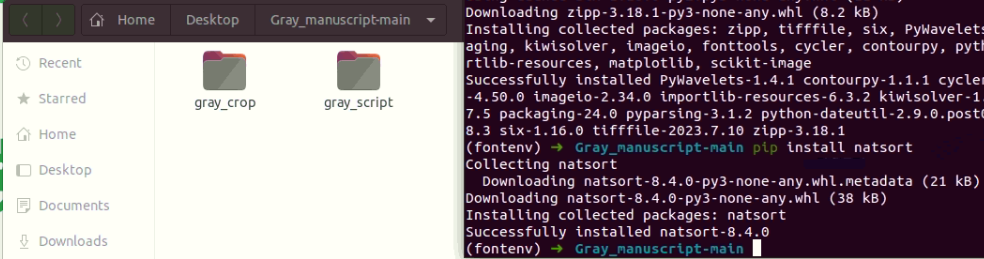 Home Desktop Gray_manuscript-main
Recent
Starred
Home
Desktop
Documents
Downloads
gray_crop gray_script
Downloading zipp-3.18.1-py3-none-any.whl (8.2 kB)
Installing collected packages: zipp, tifffile, six, PyWavelets
aging, kiwisolver, imageio, fonttools, cycler, contourpy, pyth
rtlib-resources, matplotlib, scikit-image
Successfully installed PyWavelets-1.4.1 contourpy-1.1.1 cycler
-4.50.0 imageio-2.34.0 importlib-resources-6.3.2 kiwisolver-1.
7.5 packaging-24.0 pyparsing-3.1.2 python-dateutil-2.9.0.post0
8.3 six-1.16.0 tifffile-2023.7.10 zipp-3.18.1
(fontenv) ➜ Gray_manuscript-main pip install natsort
Collecting natsort
Downloading natsort-8.4.0-py3-none-any.whl.metadata (21 kB)
Downloading natsort-8.4.0-py3-none-any.whl (38 kB)
Installing collected packages: natsort
Successfully installed natsort-8.4.0
(fontenv) ➜ Gray_manuscript-main